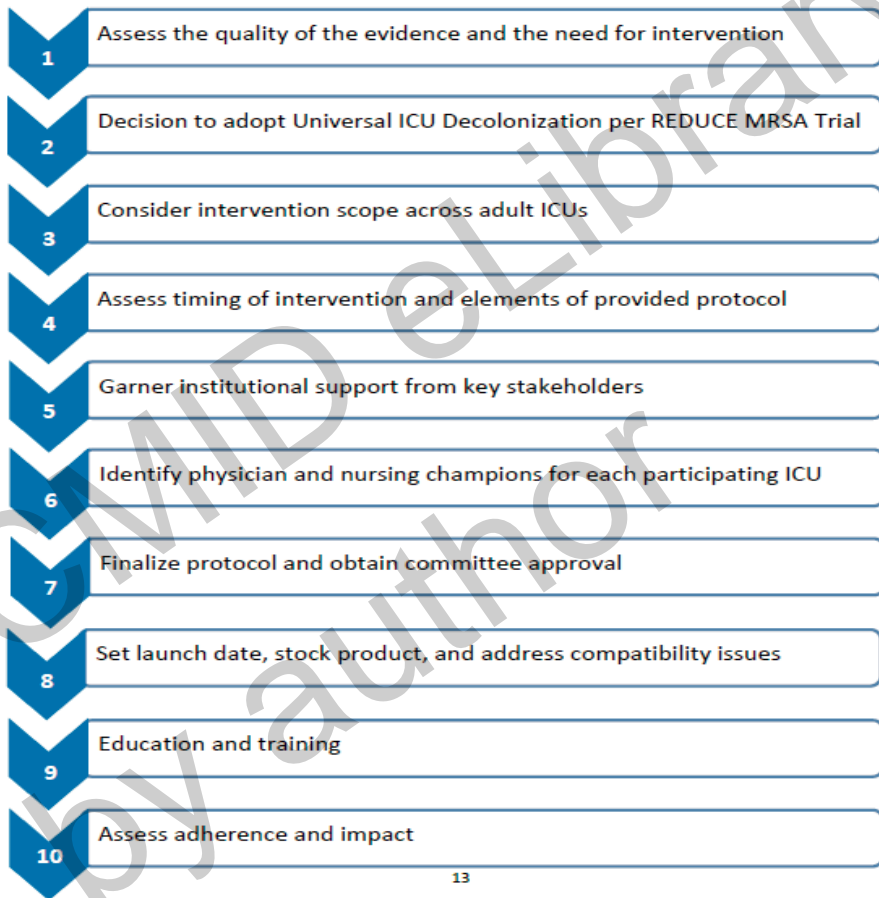 1 Assess the quality of the evidence and the need for intervention
2 Decision to adopt Universal ICU Decolonization per REDUCE MRSA Trial
3 Consider intervention scope across adult ICUs
4 Assess timing of intervention and elements of provided protocol
5 Garner institutional support from key stakeholders
6 Identify physician and nursing champions for each participating ICU
7 Finalize protocol and obtain committee approval
8 Set launch date, stock product, and address compatibility issues
9 Education and training
10 Assess adherence and impact
13
CMID eLibrar
by author